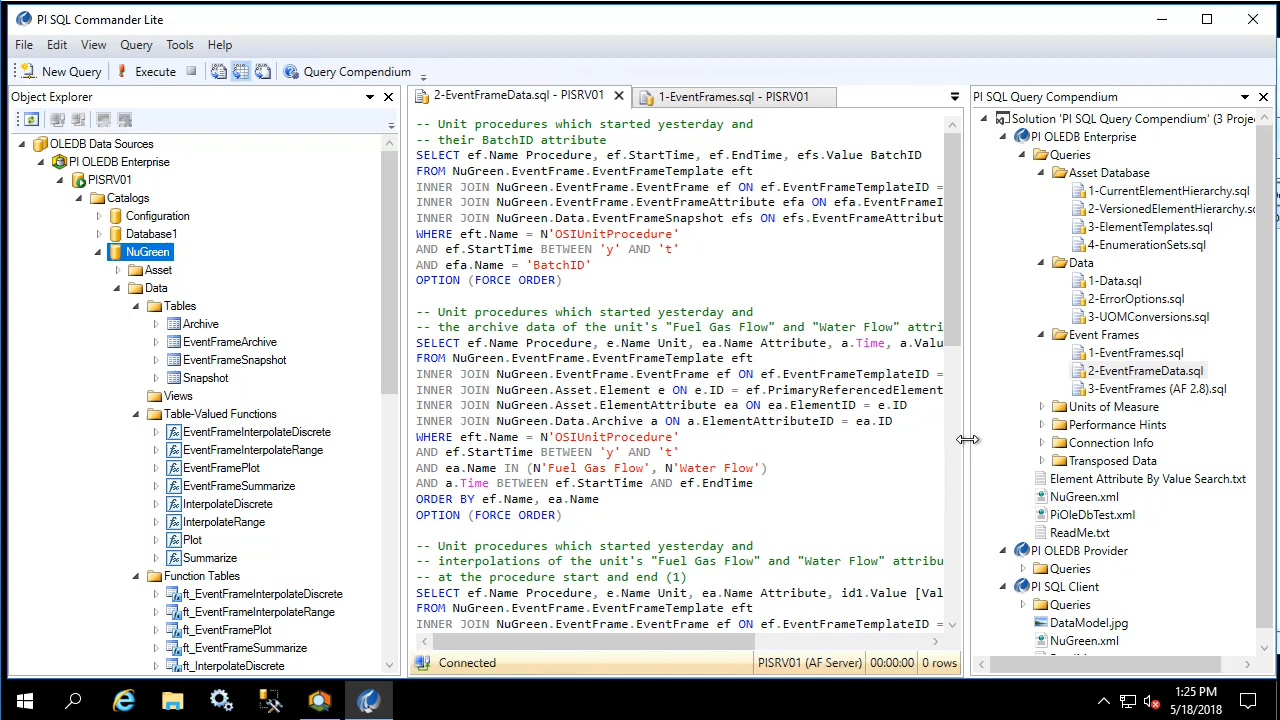 PI SQL Commander Lite
File Edit View Query Tools Help
New Query Execute Query Compendium
Object Explorer
OLEDB Data Sources
PI OLEDB Enterprise
PISRV01
Catalogs
Configuration
Database1
NuGreen
Asset
Data
Tables
Archive
EventFrameArchive
EventFrameSnapshot
Snapshot
Views
Table-Valued Functions
EventFrameInterpolateDiscrete
EventFrameInterpolateRange
EventFramePlot
EventFrameSummarize
InterpolateDiscrete
InterpolateRange
Plot
Summarize
Function Tables
ft_EventFrameInterpolateDiscrete
ft_EventFrameInterpolateRange
ft_EventFramePlot
ft_EventFrameSummarize
ft_InterpolateDiscrete
2-EventFrameData.sql - PISRV01 1-EventFrames.sql - PISRV01
-- Unit procedures which started yesterday and
-- their BatchID attribute
SELECT ef.Name Procedure, ef.StartTime, ef.EndTime, efs.Value BatchID
FROM NuGreen.EventFrame.EventFrameTemplate eft
INNER JOIN NuGreen.EventFrame.EventFrame ef ON ef.EventFrameTemplateID =
INNER JOIN NuGreen.EventFrame.EventFrameAttribute efa ON efa.EventFrameI
INNER JOIN NuGreen.Data.EventFrameSnapshot efs ON efs.EventFrameAttribut
WHERE eft.Name = N'OSIUnitProcedure'
AND ef.StartTime BETWEEN 'y' AND 't'
AND efa.Name = 'BatchID'
OPTION (FORCE ORDER)
-- Unit procedures which started yesterday and
-- the archive data of the unit's "Fuel Gas Flow" and "Water Flow" attri
SELECT ef.Name Procedure, e.Name Unit, ea.Name Attribute, a.Time, a.Valu
FROM NuGreen.EventFrame.EventFrameTemplate eft
INNER JOIN NuGreen.EventFrame.EventFrame ef ON ef.EventFrameTemplateID =
INNER JOIN NuGreen.Asset.Element e ON e.ID = ef.PrimaryReferencedElement
INNER JOIN NuGreen.Asset.ElementAttribute ea ON ea.ElementID = e.ID
INNER JOIN NuGreen.Data.Archive a ON a.ElementAttributeID = ea.ID
WHERE eft.Name = N'OSIUnitProcedure'
AND ef.StartTime BETWEEN 'y' AND 't'
AND ea.Name IN (N'Fuel Gas Flow', N'Water Flow')
AND a.Time BETWEEN ef.StartTime AND ef.EndTime
ORDER BY ef.Name, ea.Name
OPTION (FORCE ORDER)
-- Unit procedures which started yesterday and
-- interpolations of the unit's "Fuel Gas Flow" and "Water Flow" attribu
-- at the procedure start and end (1)
SELECT ef.Name Procedure, e.Name Unit, ea.Name Attribute, id1.Value [Val
FROM NuGreen.EventFrame.EventFrameTemplate eft
INNER JOIN NuGreen.EventFrame.EventFrame ef ON ef.EventFrameTemplateID =
Connected PISRV01 (AF Server) 00:00:00 0 rows
PI SQL Query Compendium
Solution 'PI SQL Query Compendium' (3 Proje
PI OLEDB Enterprise
Queries
Asset Database
1-CurrentElementHierarchy.sql
2-VersionedElementHierarchy.sc
3-ElementTemplates.sql
4-EnumerationSets.sql
Data
1-Data.sql
2-ErrorOptions.sql
3-UOMConversions.sql
Event Frames
1-EventFrames.sql
2-EventFrameData.sql
3-EventFrames (AF 2.8).sql
Units of Measure
Performance Hints
Connection Info
Transposed Data
Element Attribute By Value Search.txt
NuGreen.xml
PiOleDbTest.xml
ReadMe.txt
PI OLEDB Provider
Queries
PI SQL Client
Queries
DataModel.jpg
NuGreen.xml
1:25 PM
5/18/2018